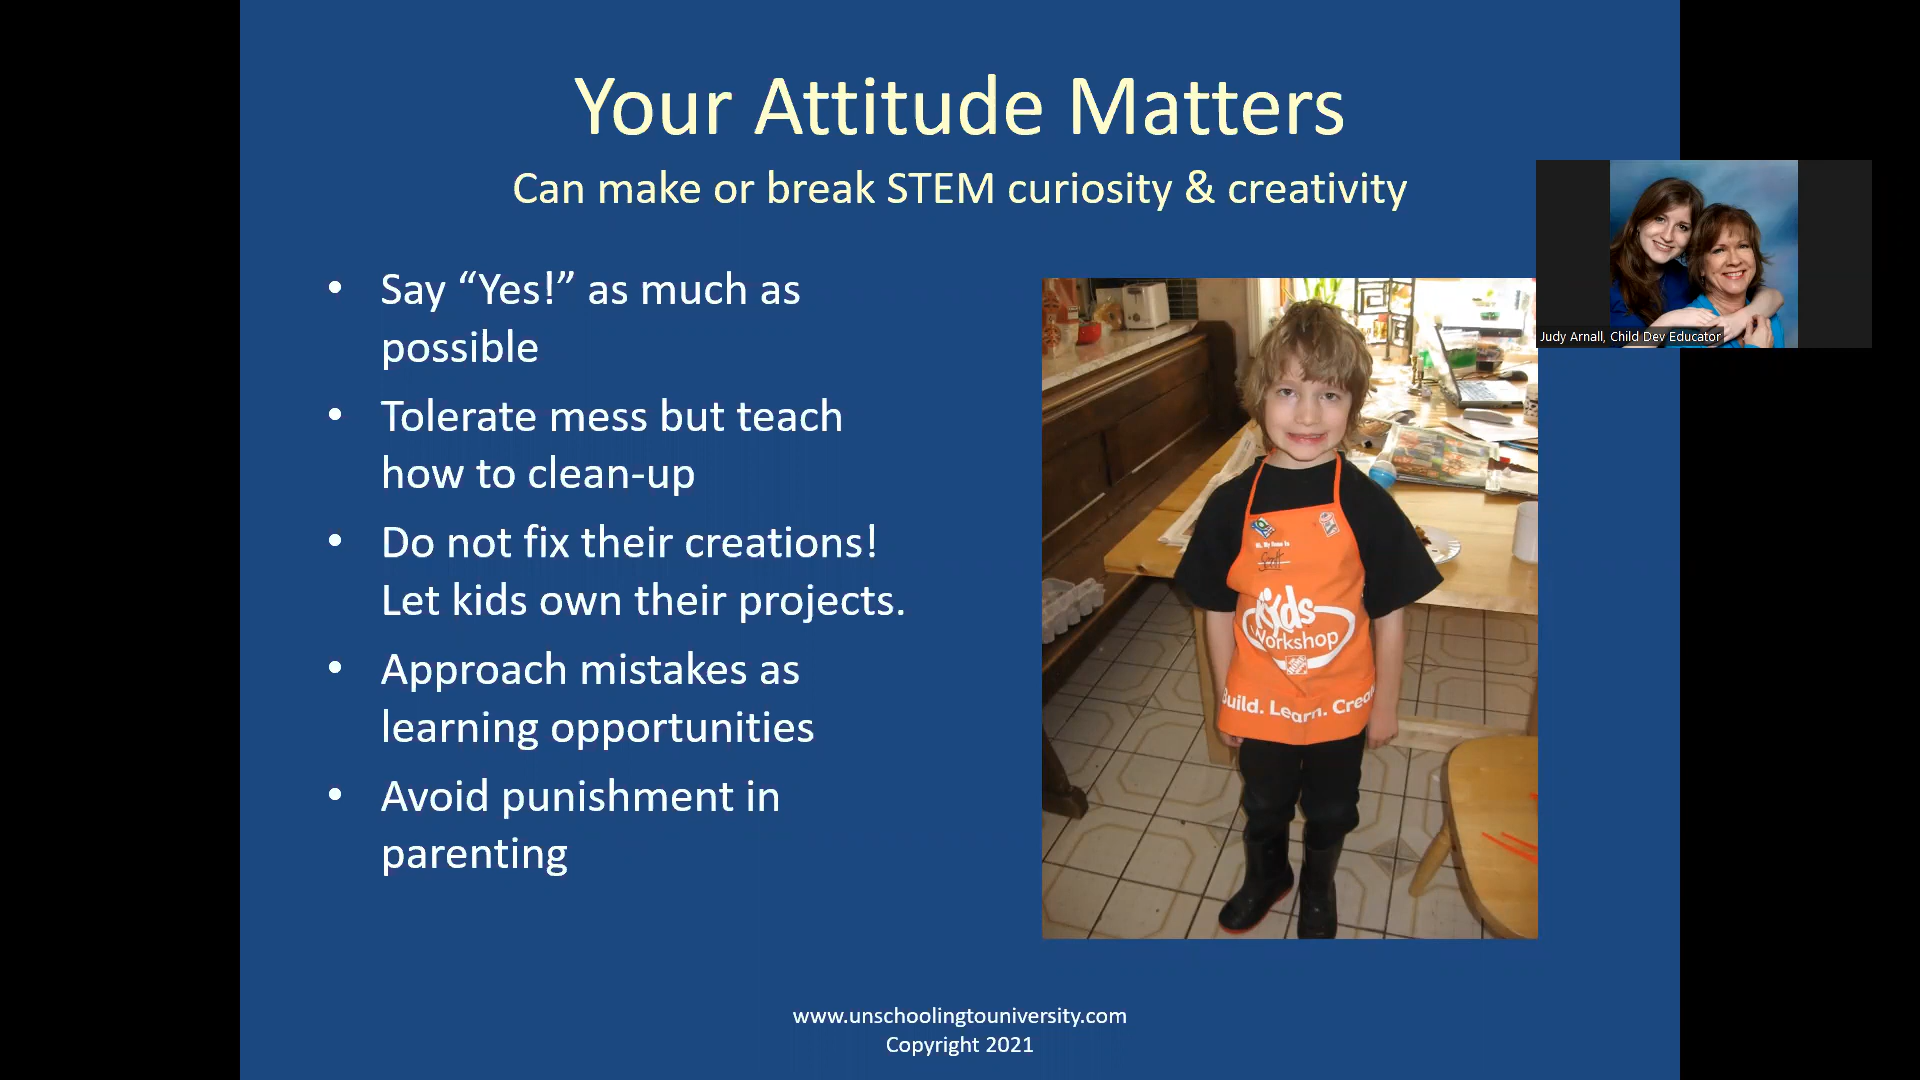 Your Attitude Matters
Can make or break STEM curiosity & creativity
• Say “Yes!” as much as
possible
• Tolerate mess but teach
how to clean-up
• Do not fix their creations!
Let kids own their projects.
• Approach mistakes as
learning opportunities
• Avoid punishment in
parenting
Judy Arnall, Child Dev Educator
Kids
Workshop
Build. Learn. Crea
www.unschoolingtouniversity.com
Copyright 2021